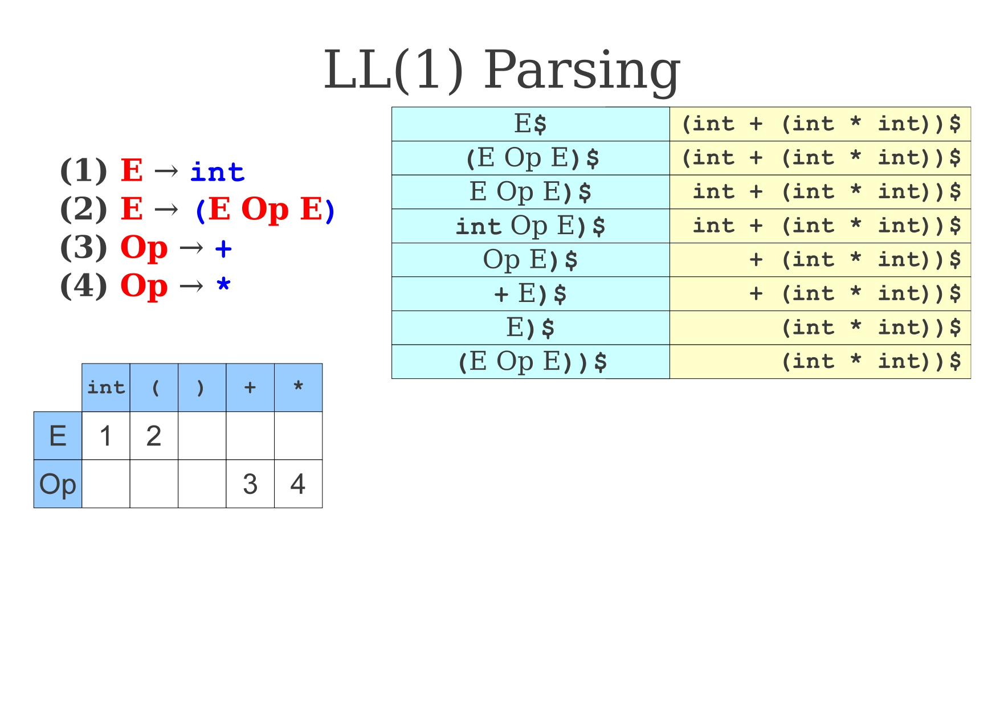 LL(1) Parsing
(1) E → int
(2) E → (E Op E)
(3) Op → +
(4) Op → *
int ( ) + *
E 1 2
Op 3 4
E$ (int + (int * int))$
(E Op E)$ (int + (int * int))$
E Op E)$ int + (int * int))$
int Op E)$ int + (int * int))$
Op E)$ + (int * int))$
+ E)$ + (int * int))$
E)$ (int * int))$
(E Op E))$ (int * int))$